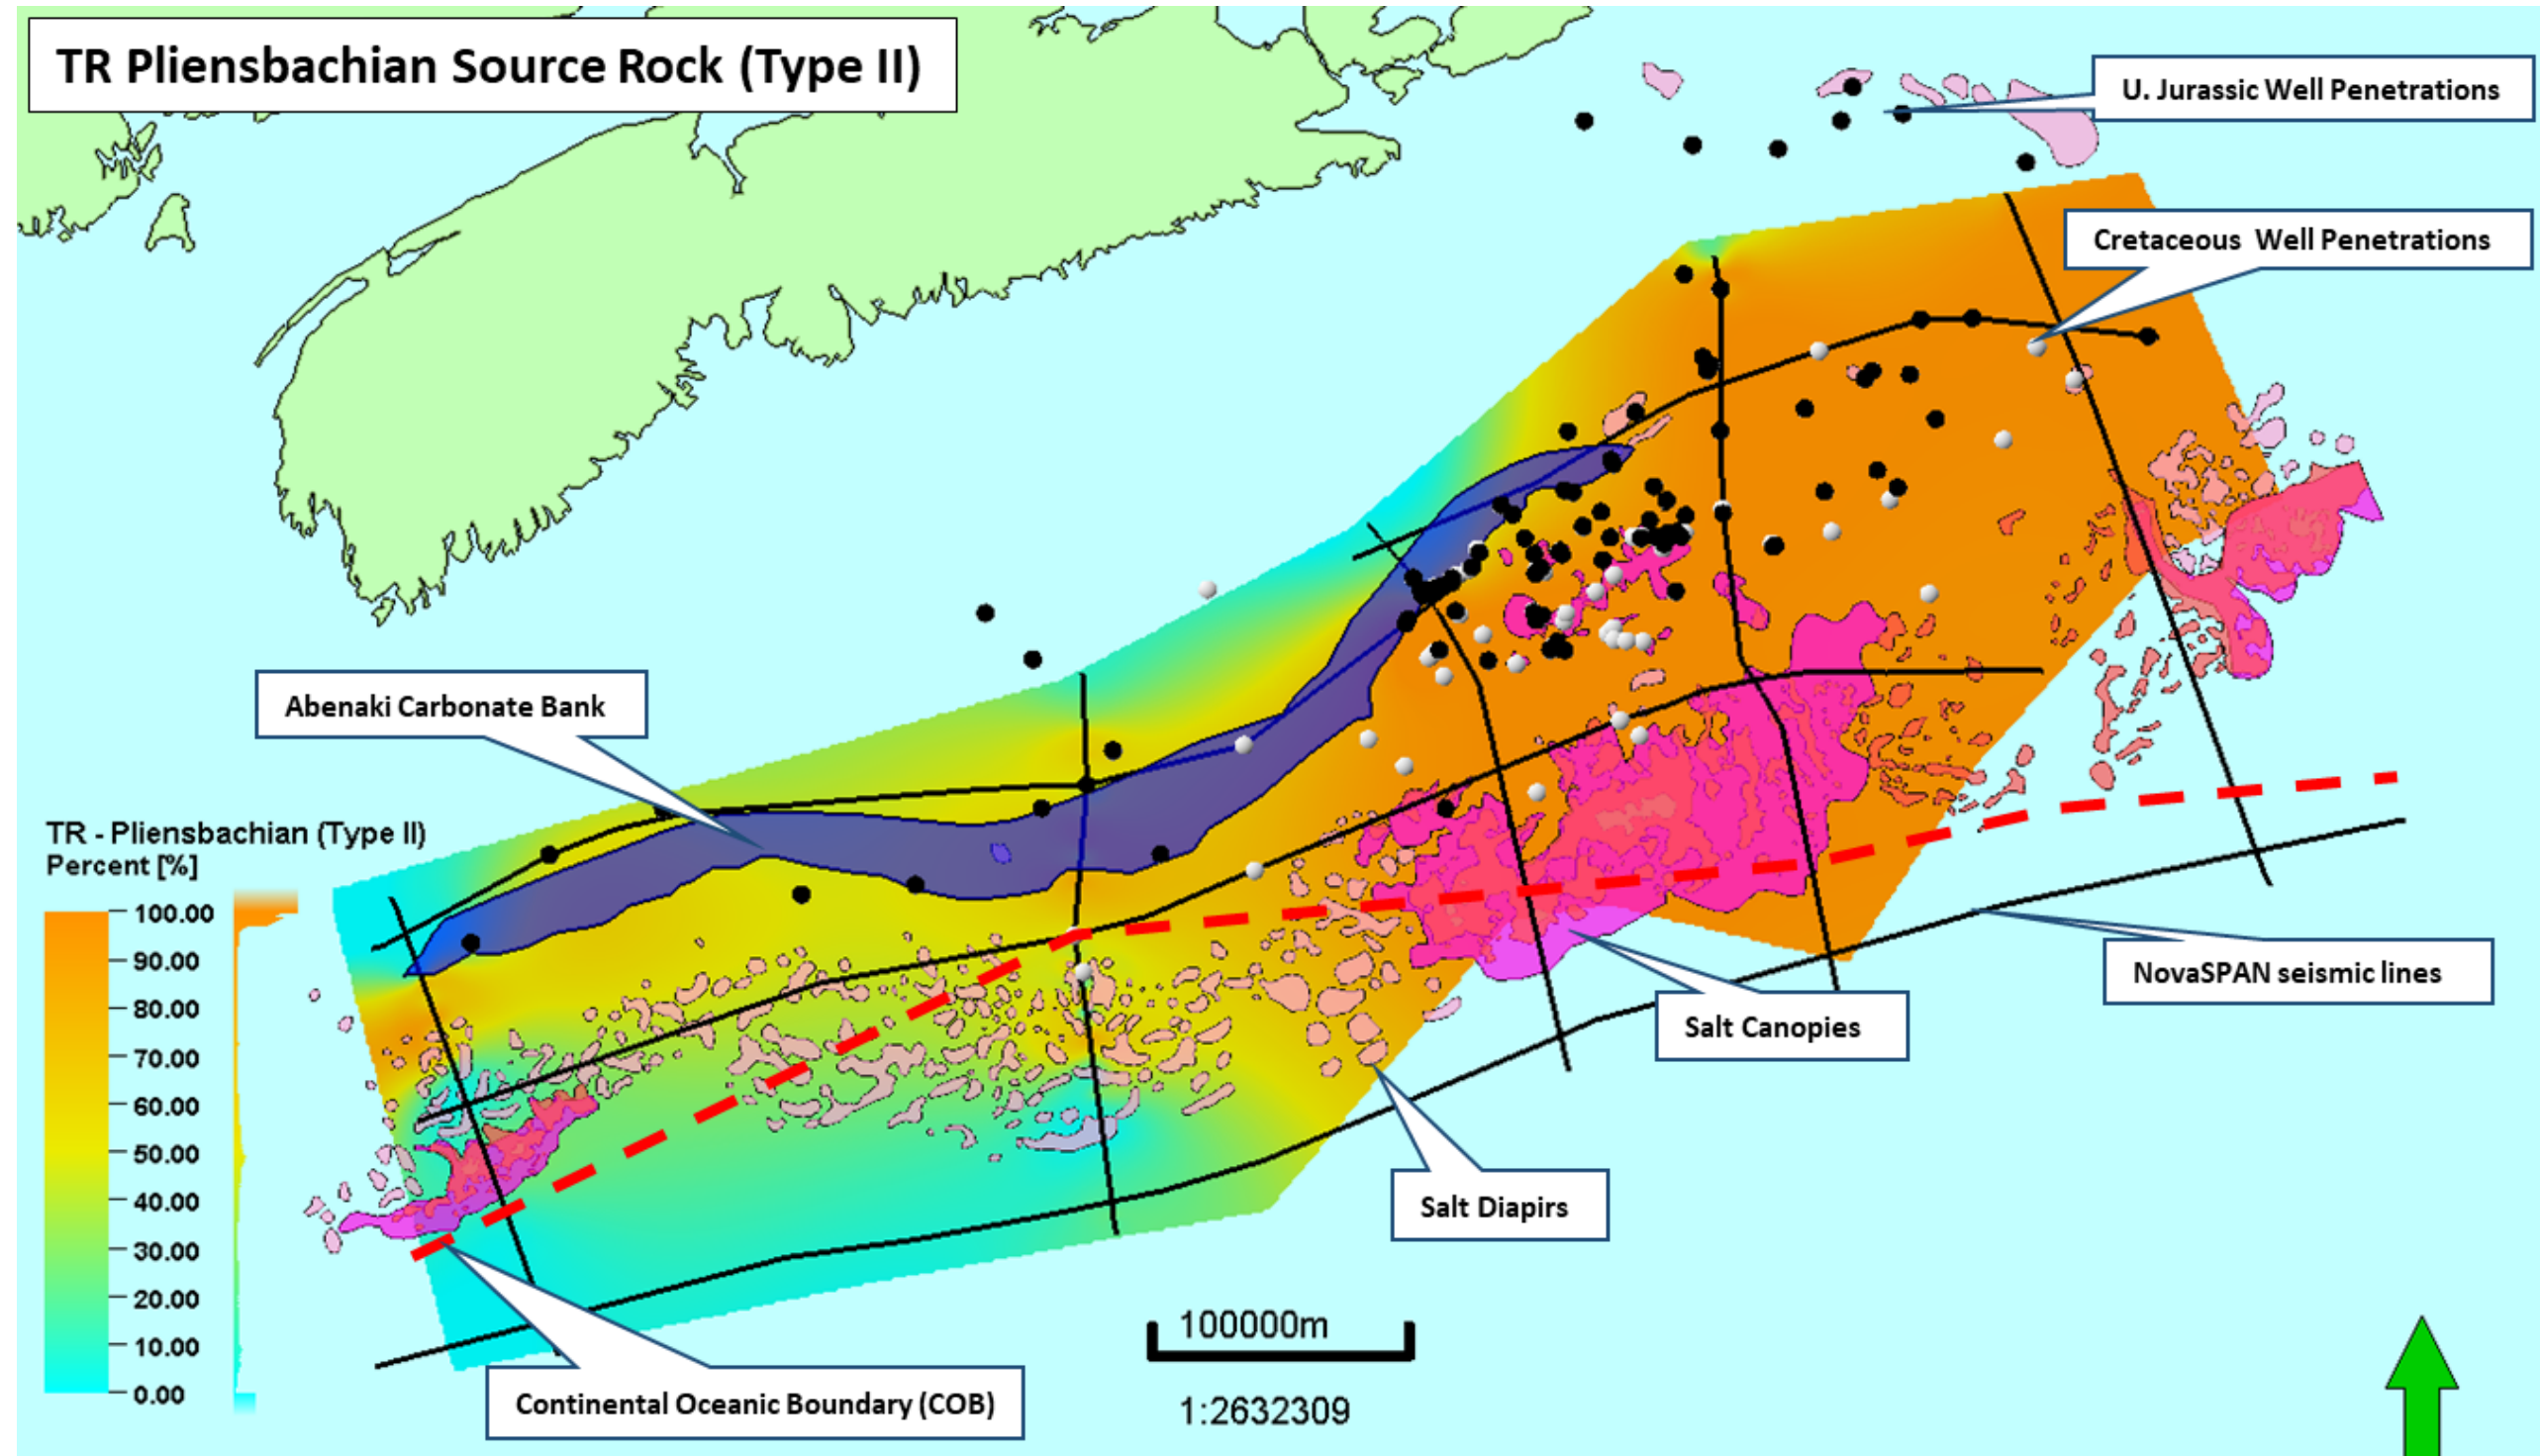 TR Pliensbachian Source Rock (Type II)
U. Jurassic Well Penetrations
Cretaceous Well Penetrations
Abenaki Carbonate Bank
TR - Pliensbachian (Type II)
Percent [%]
100.00
90.00
80.00
70.00
60.00
50.00
40.00
30.00
20.00
10.00
0.00
NovaSPAN seismic lines
Salt Canopies
Salt Diapirs
Continental Oceanic Boundary (COB)
100000m
1:2632309